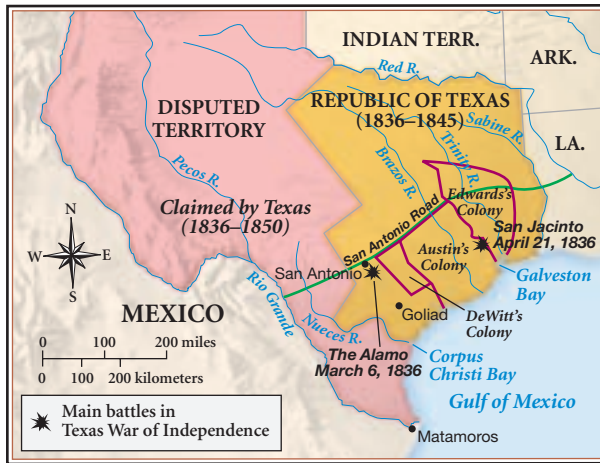 INDIAN TERR.
ARK.
Red R.
DISPUTED
TERRITORY
REPUBLIC OF TEXAS
(1836–1845)
Sabine R.
LA.
Trinity R.
Brazos R.
Pecos R.
Edwards's
Colony
Claimed by Texas
(1836–1850)
San Antonio Road
San Jacinto
April 21, 1836
N
W
E
S
Austin's
Colony
San Antonio
Galveston
Bay
MEXICO
Rio Grande
Goliad
DeWitt's
Colony
Nueces R.
0 100 200 miles
0 100 200 kilometers
The Alamo
March 6, 1836
Corpus
Christi Bay
Gulf of Mexico
Main battles in
Texas War of Independence
Matamoros